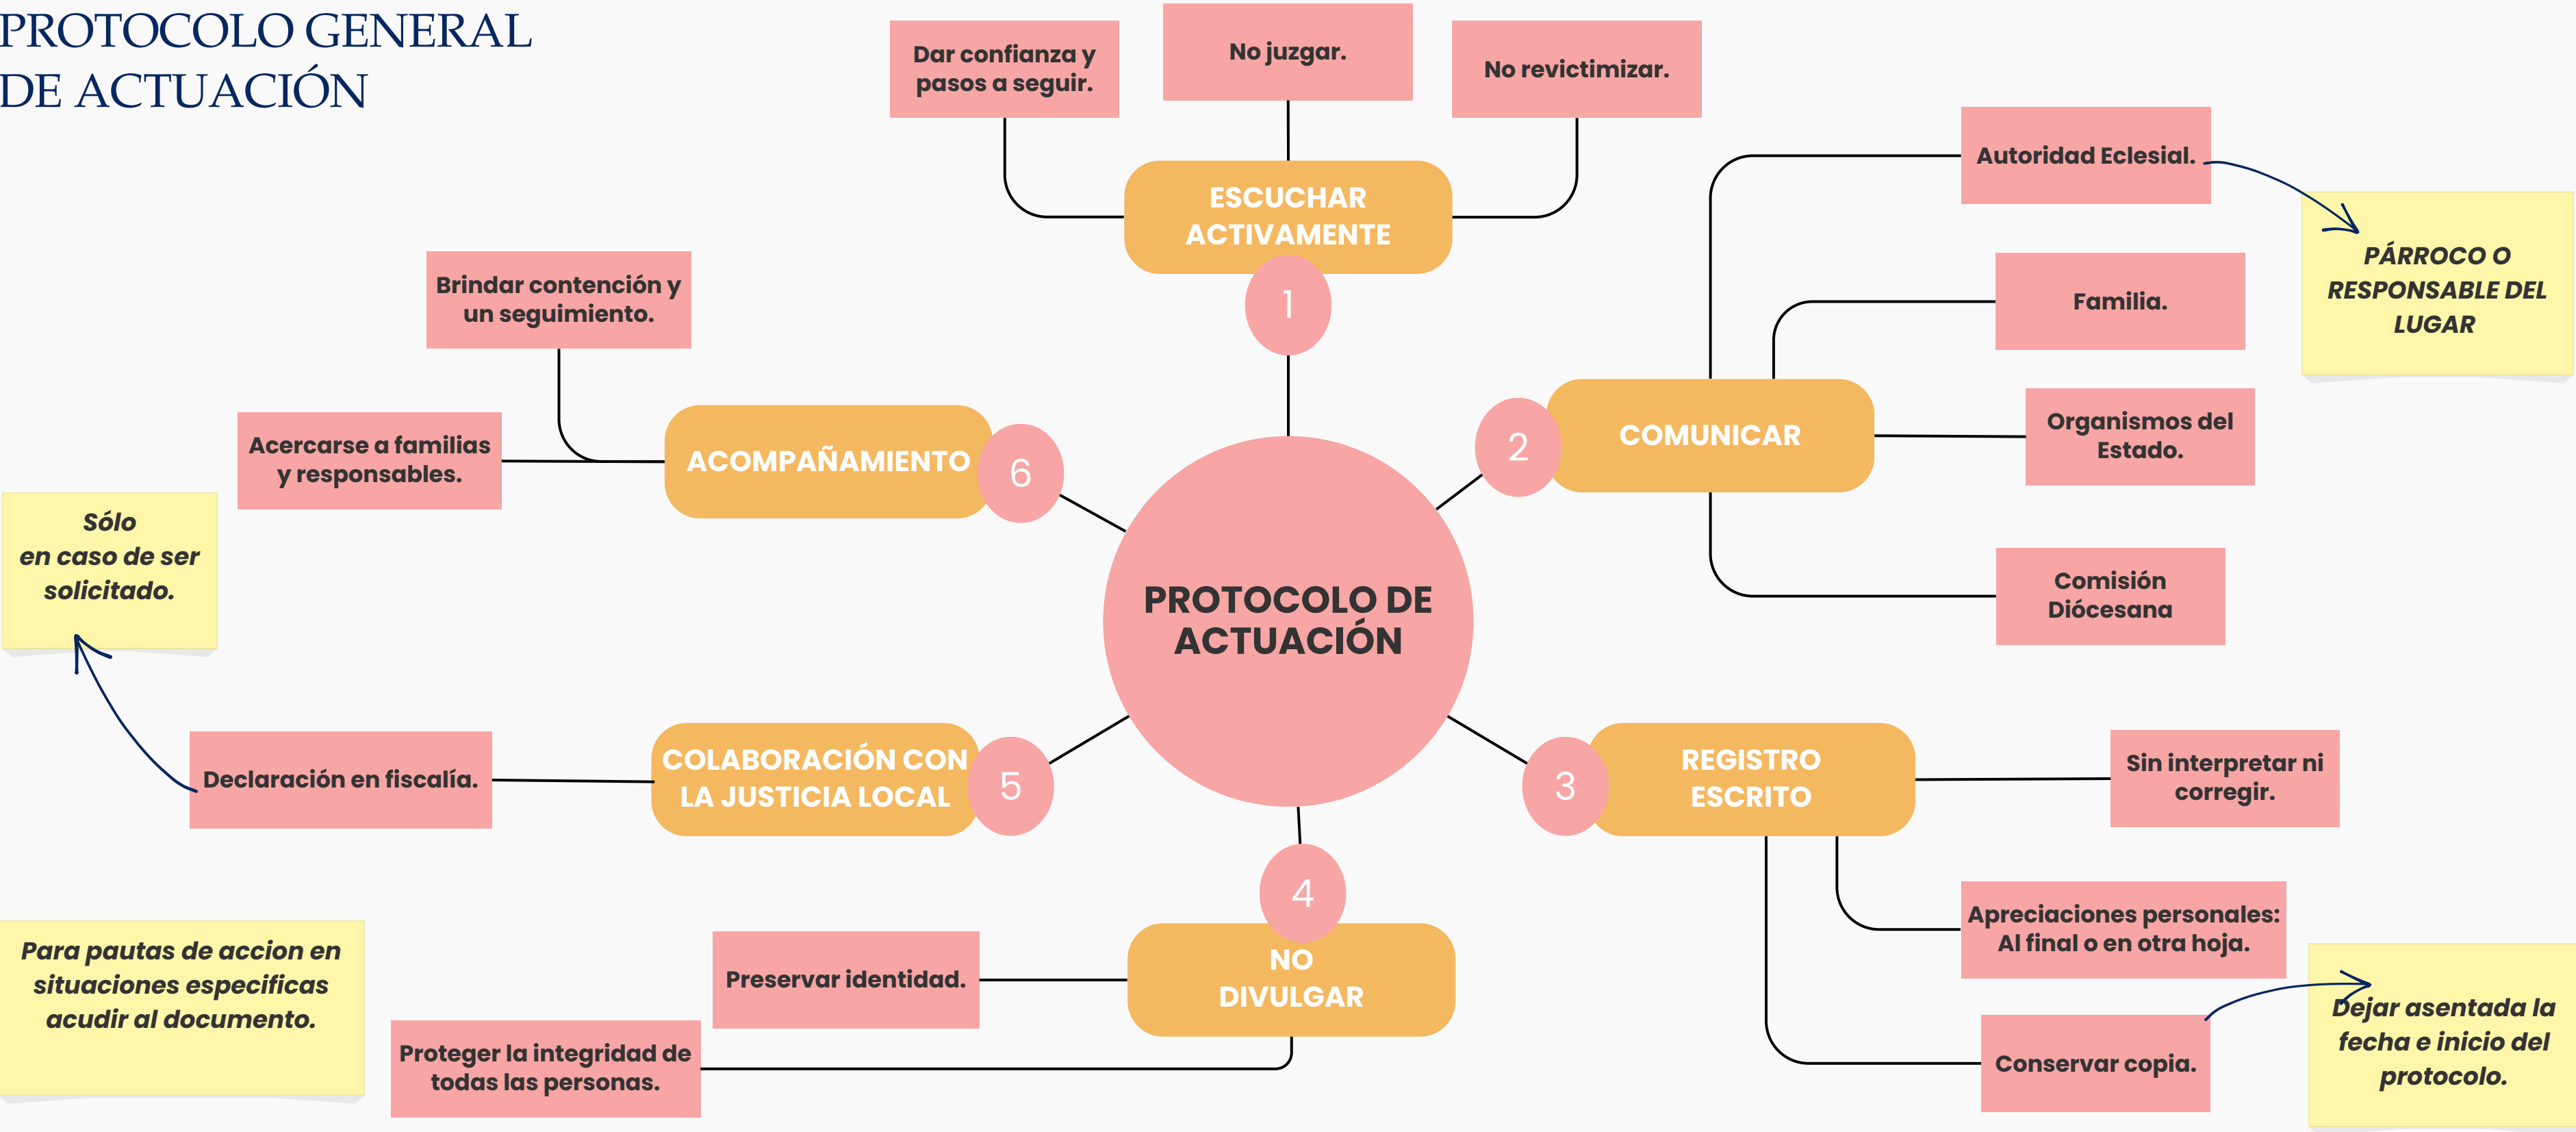 PROTOCOLO GENERAL
DE ACTUACIÓN
Dar confianza y
pasos a seguir.
No juzgar.
No revictimizar.
ESCUCHAR
ACTIVAMENTE
1
Autoridad Eclesial.
PÁRROCO O
RESPONSABLE DEL
LUGAR
Familia.
Organismos del
Estado.
Comisión
Diócesana
2
COMUNICAR
PROTOCOLO DE
ACTUACIÓN
3
REGISTRO
ESCRITO
Sin interpretar ni
corregir.
Apreciaciones personales:
Al final o en otra hoja.
Conservar copia.
Dejar asentada la
fecha e inicio del
protocolo.
4
NO
DIVULGAR
Preservar identidad.
Proteger la integridad de
todas las personas.
5
COLABORACIÓN CON
LA JUSTICIA LOCAL
Declaración en fiscalía.
Sólo
en caso de ser
solicitado.
6
ACOMPAÑAMIENTO
Brindar contención y
un seguimiento.
Acercarse a familias
y responsables.
Para pautas de accion en
situaciones especificas
acudir al documento.